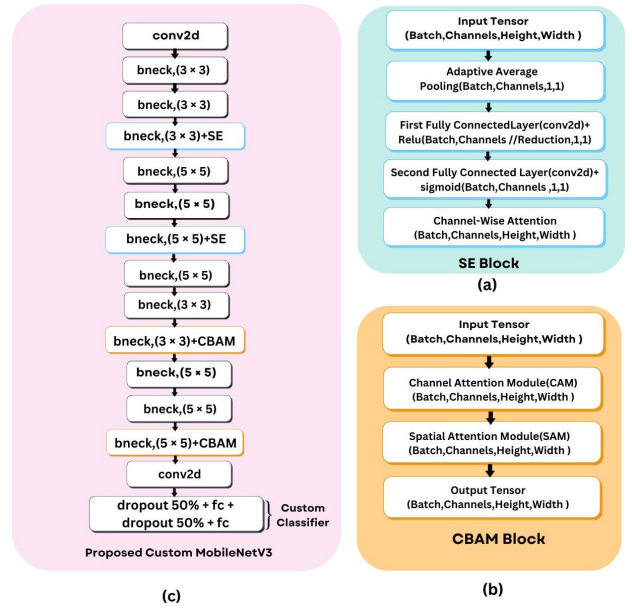 conv2d
bneck,(3 × 3)
bneck,(3 × 3)
bneck,(3 × 3)+SE
bneck,(5 × 5)
bneck,(5 × 5)
bneck,(5 × 5)+SE
bneck,(5 × 5)
bneck,(3 × 3)
bneck,(3 × 3)+CBAM
bneck,(5 × 5)
bneck,(5 × 5)
bneck,(5 × 5)+CBAM
conv2d
dropout 50% + fc +
dropout 50% + fc
Custom
Classifier
Proposed Custom MobileNetV3
(c)
Input Tensor
(Batch,Channels,Height,Width )
Adaptive Average
Pooling(Batch,Channels,1,1)
First Fully ConnectedLayer(conv2d)+
Relu(Batch,Channels //Reduction,1,1)
Second Fully Connected Layer(conv2d)+
sigmoid(Batch,Channels ,1,1)
Channel-Wise Attention
(Batch,Channels,Height,Width )
SE Block
(a)
Input Tensor
(Batch,Channels,Height,Width )
Channel Attention Module(CAM)
(Batch,Channels,Height,Width )
Spatial Attention Module(SAM)
(Batch,Channels,Height,Width )
Output Tensor
(Batch,Channels,Height,Width )
CBAM Block
(b)